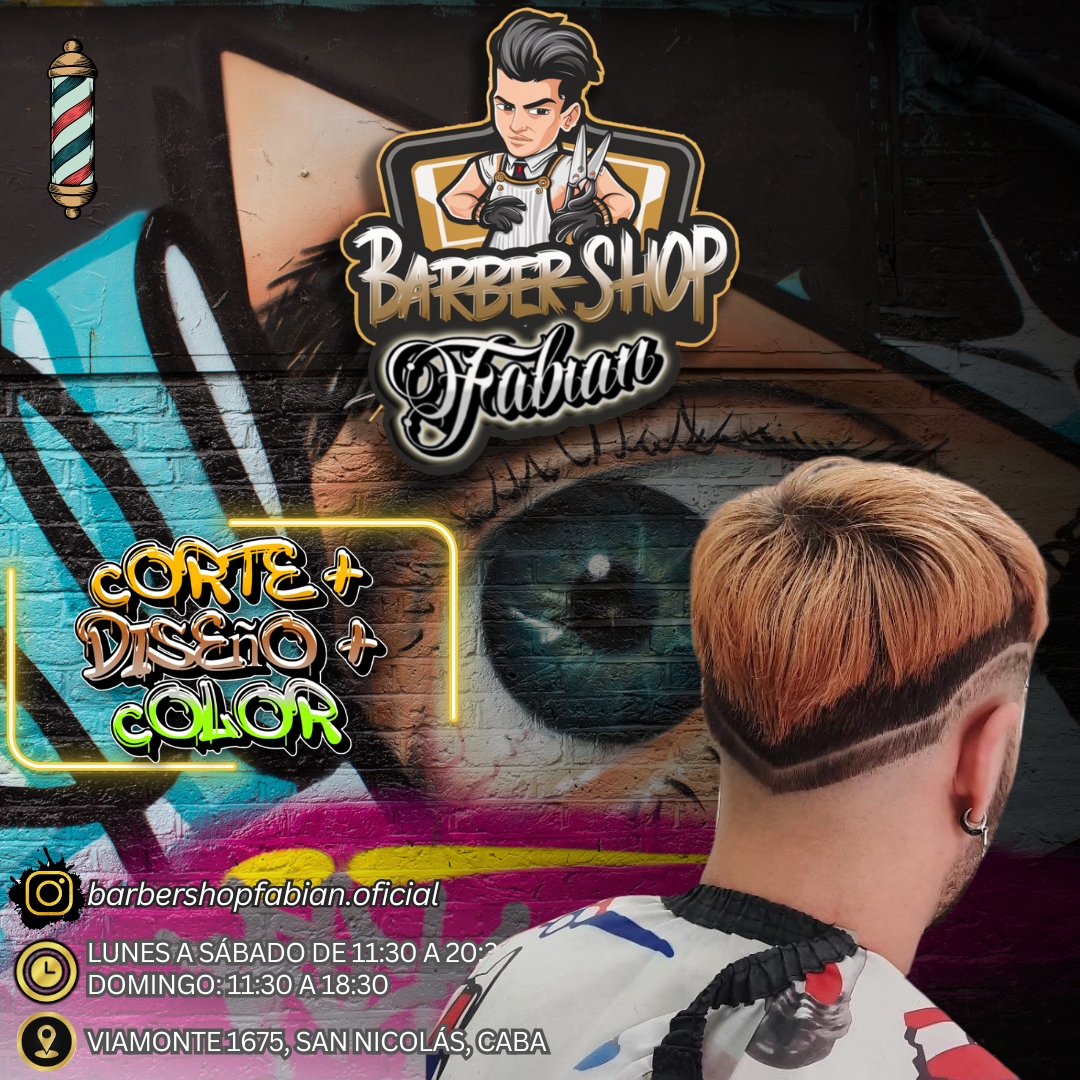 BARBER SHOP
Fabian
CORTE +
DISEñO +
COLOR
barbershopfabian.oficial
LUNES A SÁBADO DE 11:30 A
DOMINGO: 11:30 A 18:30
VIAMONTE 1675, SAN NICOLÁS, CABA